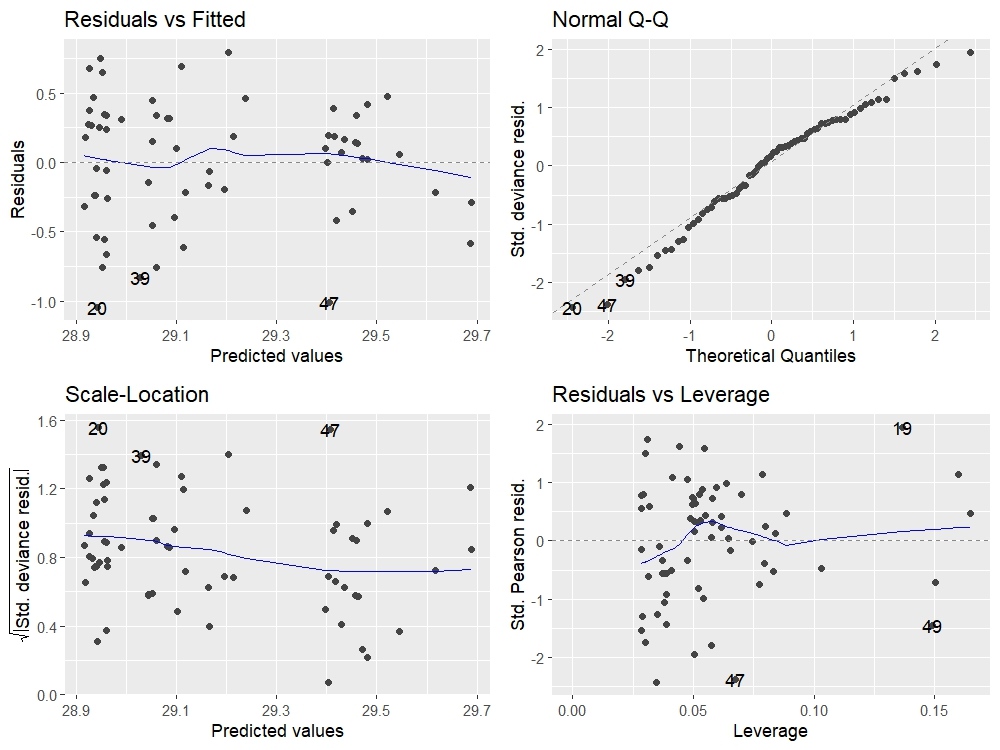 Residuals vs Fitted
Residuals
0.5
0.0
-0.5
-1.0
39
20
47
28.9 29.1 29.3 29.5 29.7
Predicted values
Normal Q-Q
Std. deviance resid.
2
1
0
-1
-2
39
20 47
-2 -1 0 1 2
Theoretical Quantiles
Scale-Location
√|Std. deviance resid.|
1.6
1.2
0.8
0.4
0.0
20
47
39
28.9 29.1 29.3 29.5 29.7
Predicted values
Residuals vs Leverage
Std. Pearson resid.
2
1
0
-1
-2
19
49
47
0.00 0.05 0.10 0.15
Leverage